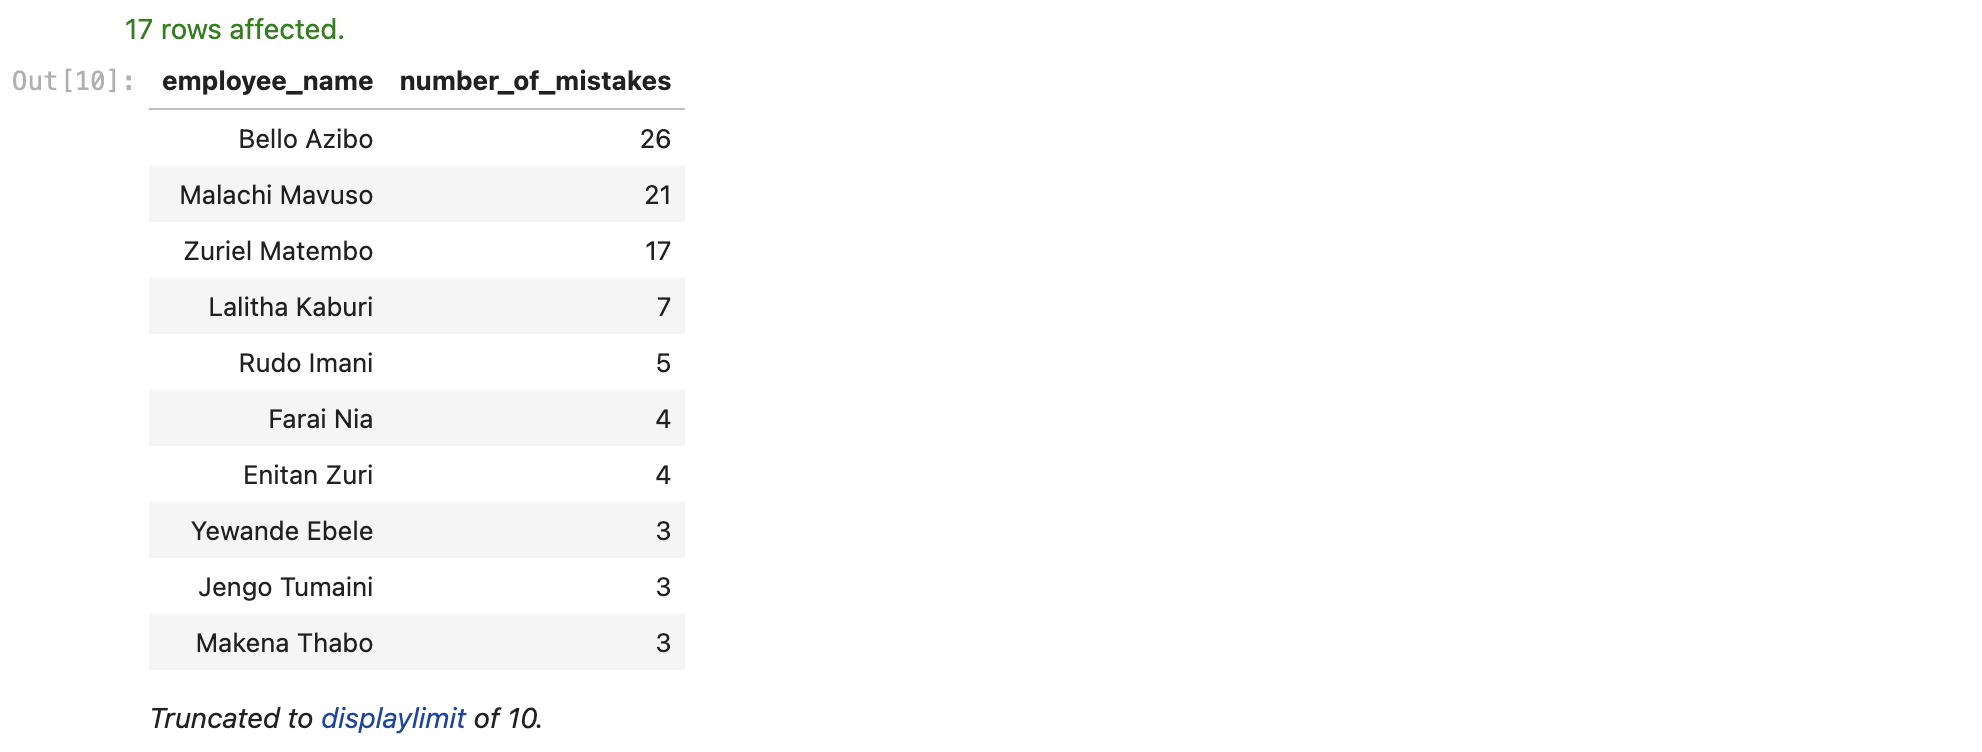 17 rows affected.
Out[10]: employee_name number_of_mistakes
Bello Azibo 26
Malachi Mavuso 21
Zuriel Matembo 17
Lalitha Kaburi 7
Rudo Imani 5
Farai Nia 4
Enitan Zuri 4
Yewande Ebele 3
Jengo Tumaini 3
Makena Thabo 3
Truncated to displaylimit of 10.